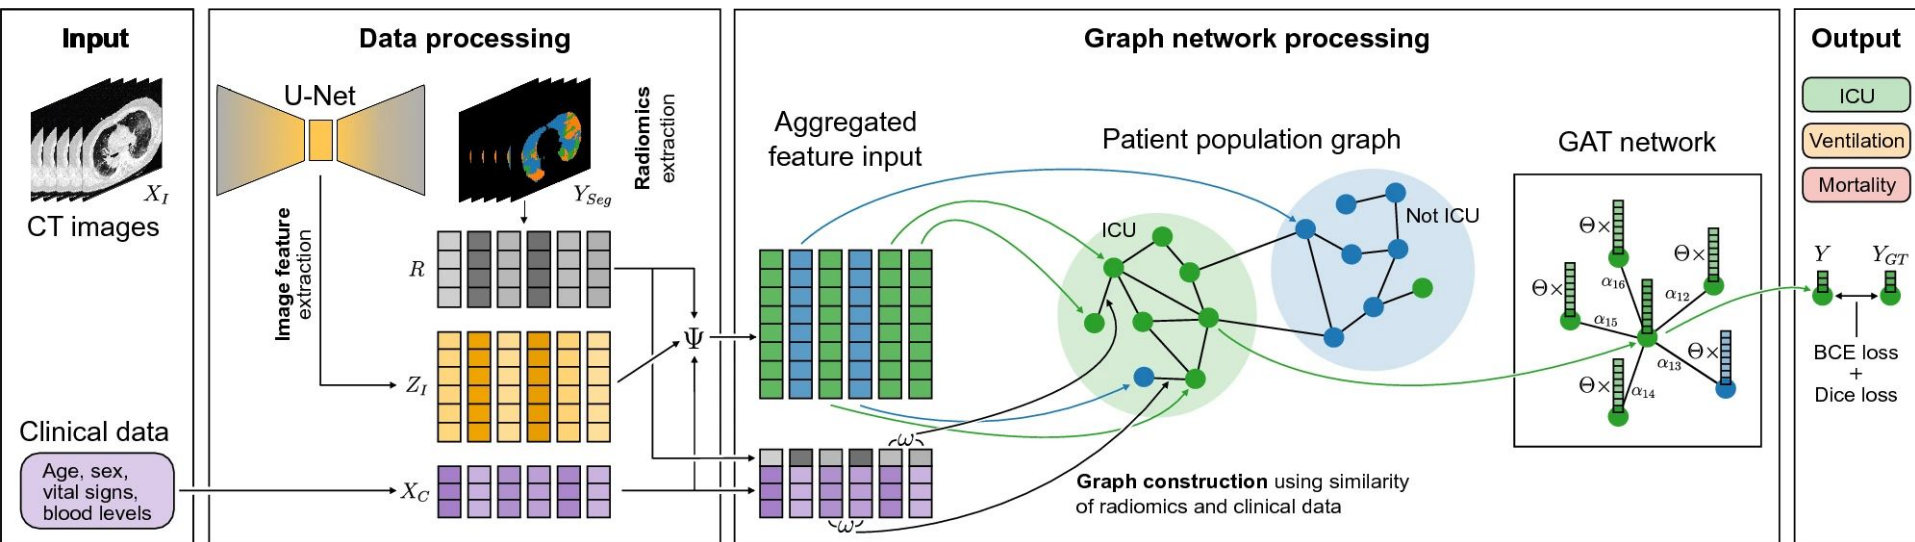 Input
X_I
CT images
Clinical data
Age, sex,
vital signs,
blood levels
Data processing
U-Net
Y_Seg
Radiomics
extraction
Image feature
extraction
R
Z_I
X_C
Ψ
Graph network processing
Aggregated
feature input
Patient population graph
ICU
Not ICU
ω
ω
Graph construction using similarity
of radiomics and clinical data
GAT network
Θ×
Θ×
Θ×
Θ×
Θ×
α16
α12
α15
α13
α14
Output
ICU
Ventilation
Mortality
Y
Y_GT
BCE loss
+
Dice loss